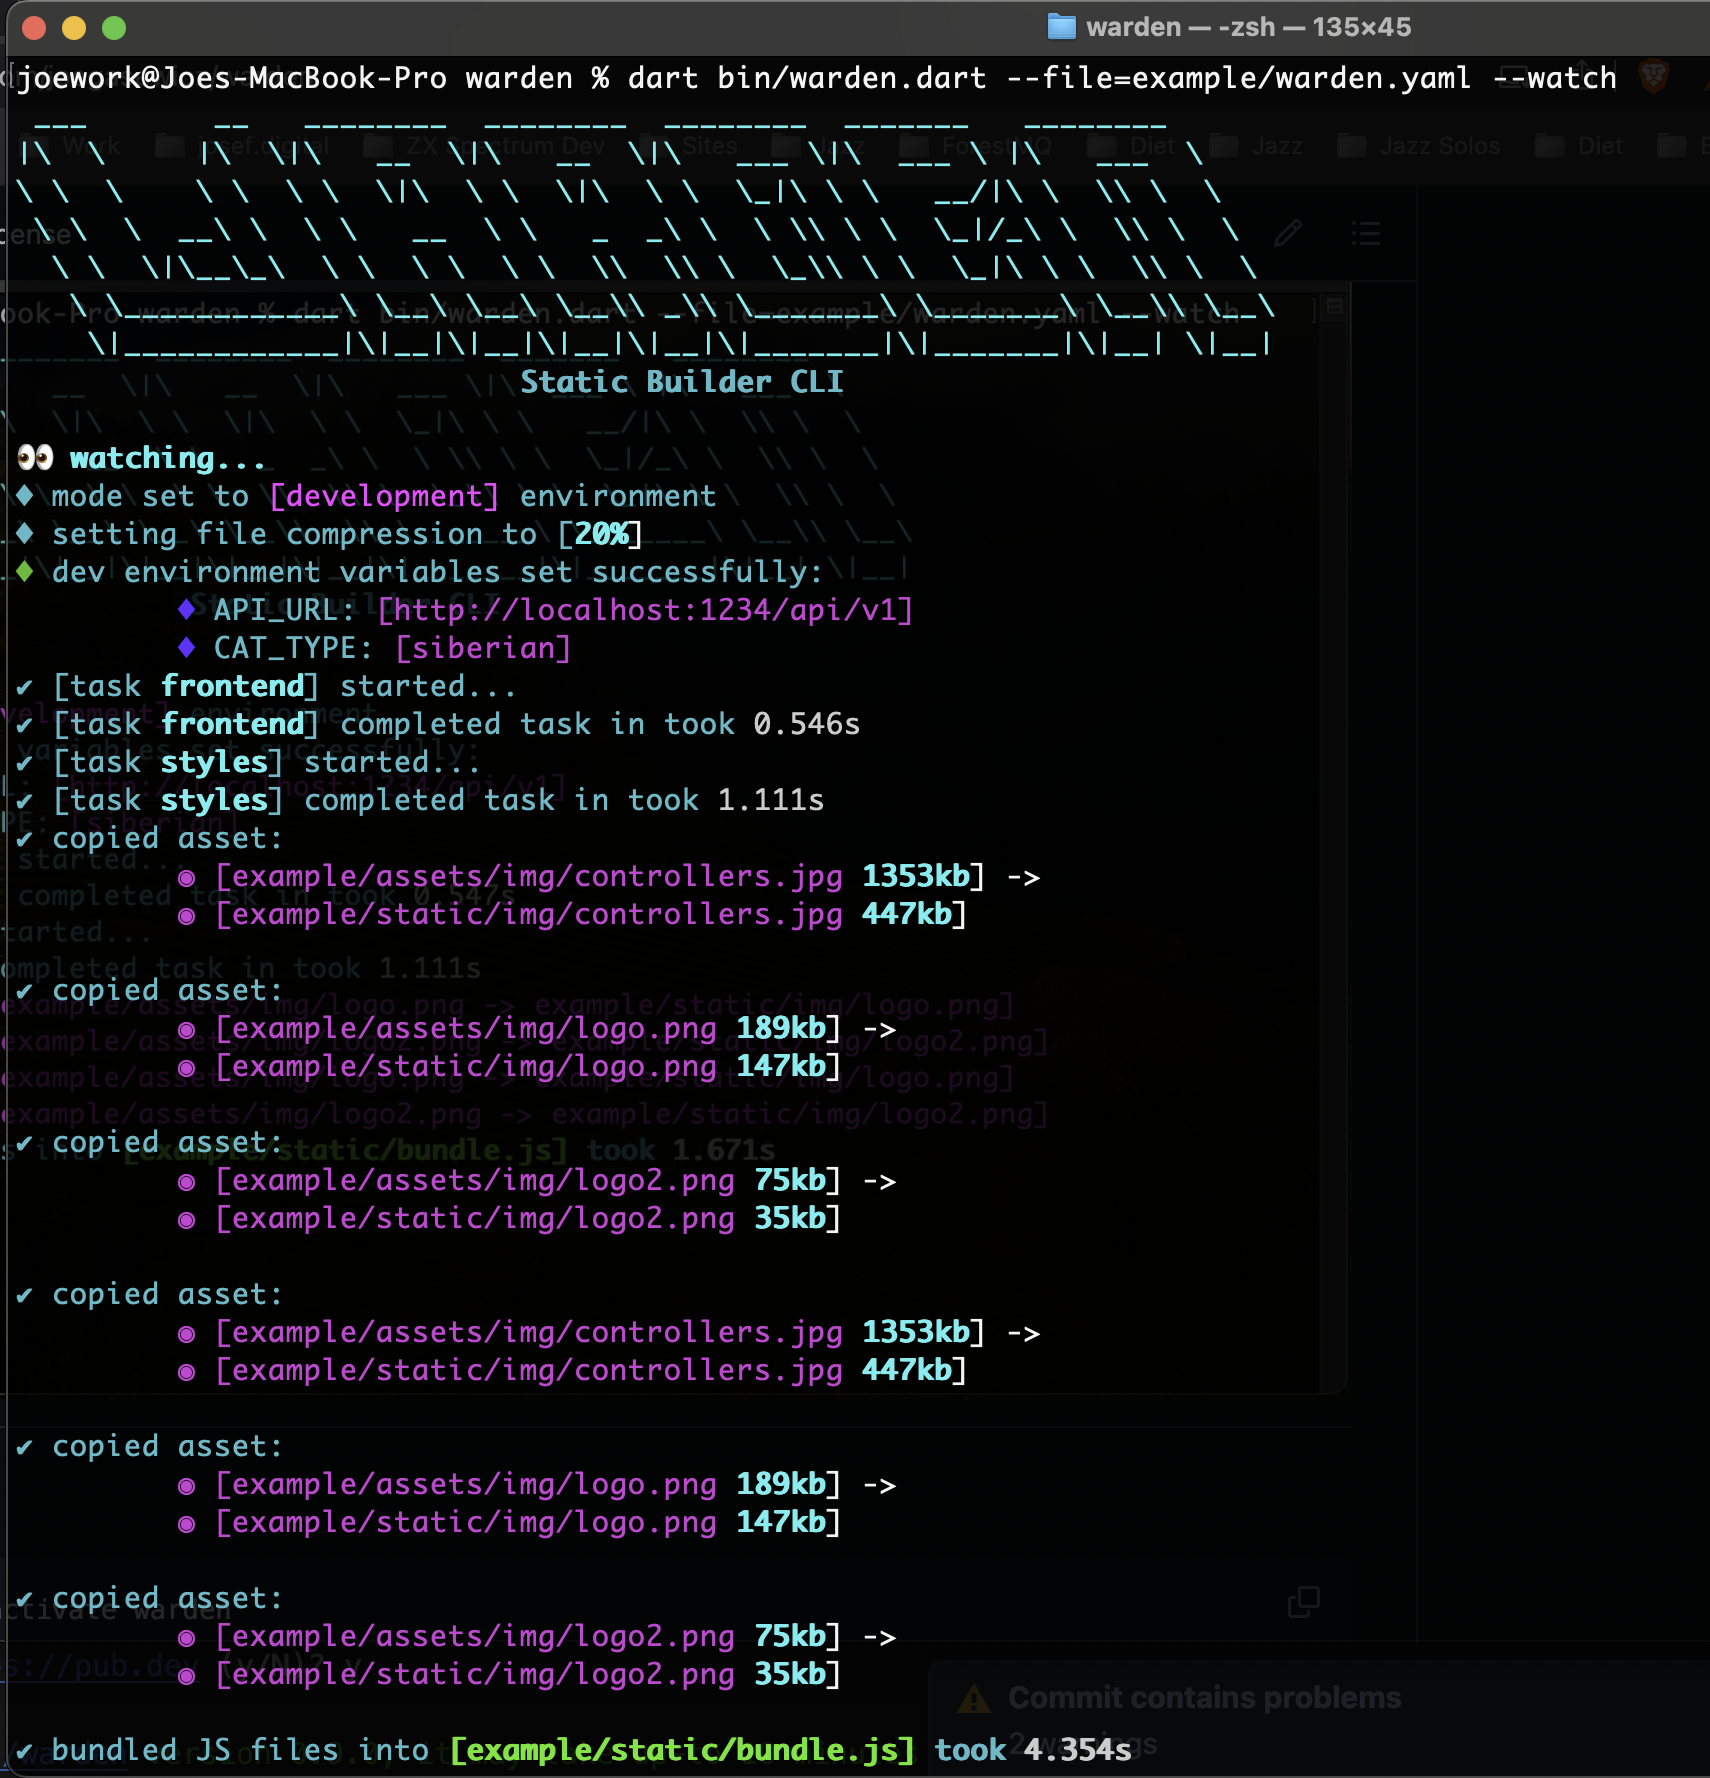 warden — -zsh — 135×45
joework@Joes-MacBook-Pro warden % dart bin/warden.dart --file=example/warden.yaml --watch
Static Builder CLI
👀 watching...
♦ mode set to [development] environment
♦ setting file compression to [20%]
♦ dev environment variables set successfully:
♦ API_URL: [http://localhost:1234/api/v1]
♦ CAT_TYPE: [siberian]
✔ [task frontend] started...
✔ [task frontend] completed task in took 0.546s
✔ [task styles] started...
✔ [task styles] completed task in took 1.111s
✔ copied asset:
◉ [example/assets/img/controllers.jpg 1353kb] ->
◉ [example/static/img/controllers.jpg 447kb]
✔ copied asset:
◉ [example/assets/img/logo.png 189kb] ->
◉ [example/static/img/logo.png 147kb]
✔ copied asset:
◉ [example/assets/img/logo2.png 75kb] ->
◉ [example/static/img/logo2.png 35kb]
✔ copied asset:
◉ [example/assets/img/controllers.jpg 1353kb] ->
◉ [example/static/img/controllers.jpg 447kb]
✔ copied asset:
◉ [example/assets/img/logo.png 189kb] ->
◉ [example/static/img/logo.png 147kb]
✔ copied asset:
◉ [example/assets/img/logo2.png 75kb] ->
◉ [example/static/img/logo2.png 35kb]
Commit contains problems
2 warnings
✔ bundled JS files into [example/static/bundle.js] took 4.354s